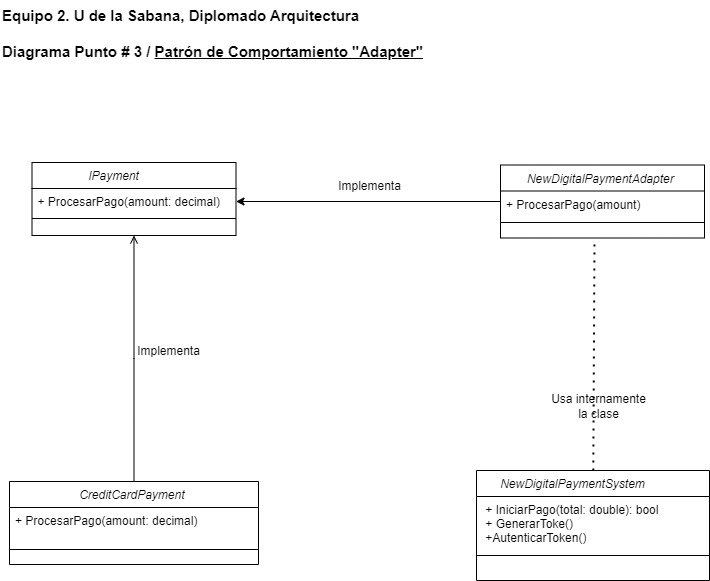 Equipo 2. U de la Sabana, Diplomado Arquitectura
Diagrama Punto # 3 / Patrón de Comportamiento "Adapter"
IPayment
+ ProcesarPago(amount: decimal)
Implementa
NewDigitalPaymentAdapter
+ ProcesarPago(amount)
Implementa
Usa internamente
la clase
CreditCardPayment
+ ProcesarPago(amount: decimal)
NewDigitalPaymentSystem
+ IniciarPago(total: double): bool
+ GenerarToke()
+AutenticarToken()